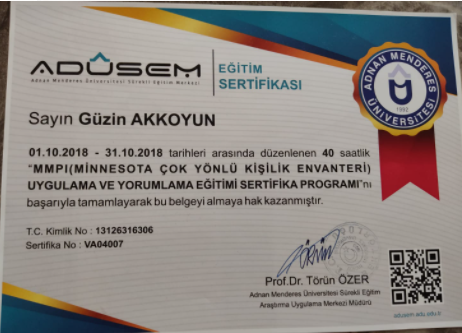 ADÜSEM
Adnan Menderes Üniversitesi Sürekli Eğitim Merkezi
EĞİTİM
SERTİFİKASI
ADNAN MENDERES
ÜNİVERSİTESİ
1992
Sayın Güzin AKKOYUN
01.10.2018 - 31.10.2018 tarihleri arasında düzenlenen 40 saatlik
"MMPI(MINNESOTA ÇOK YÖNLÜ KİŞİLİK ENVANTERİ)
UYGULAMA VE YORUMLAMA EĞİTİMİ SERTİFİKA PROGRAMI"nı
başarıyla tamamlayarak bu belgeyi almaya hak kazanmıştır.
T.C. Kimlik No : 13126316306
Sertifika No : VA04007
Prof.Dr. Törün ÖZER
Adnan Menderes Üniversitesi Sürekli Eğitim
Araştırma Uygulama Merkezi Müdürü
adusem.adu.edu.tr